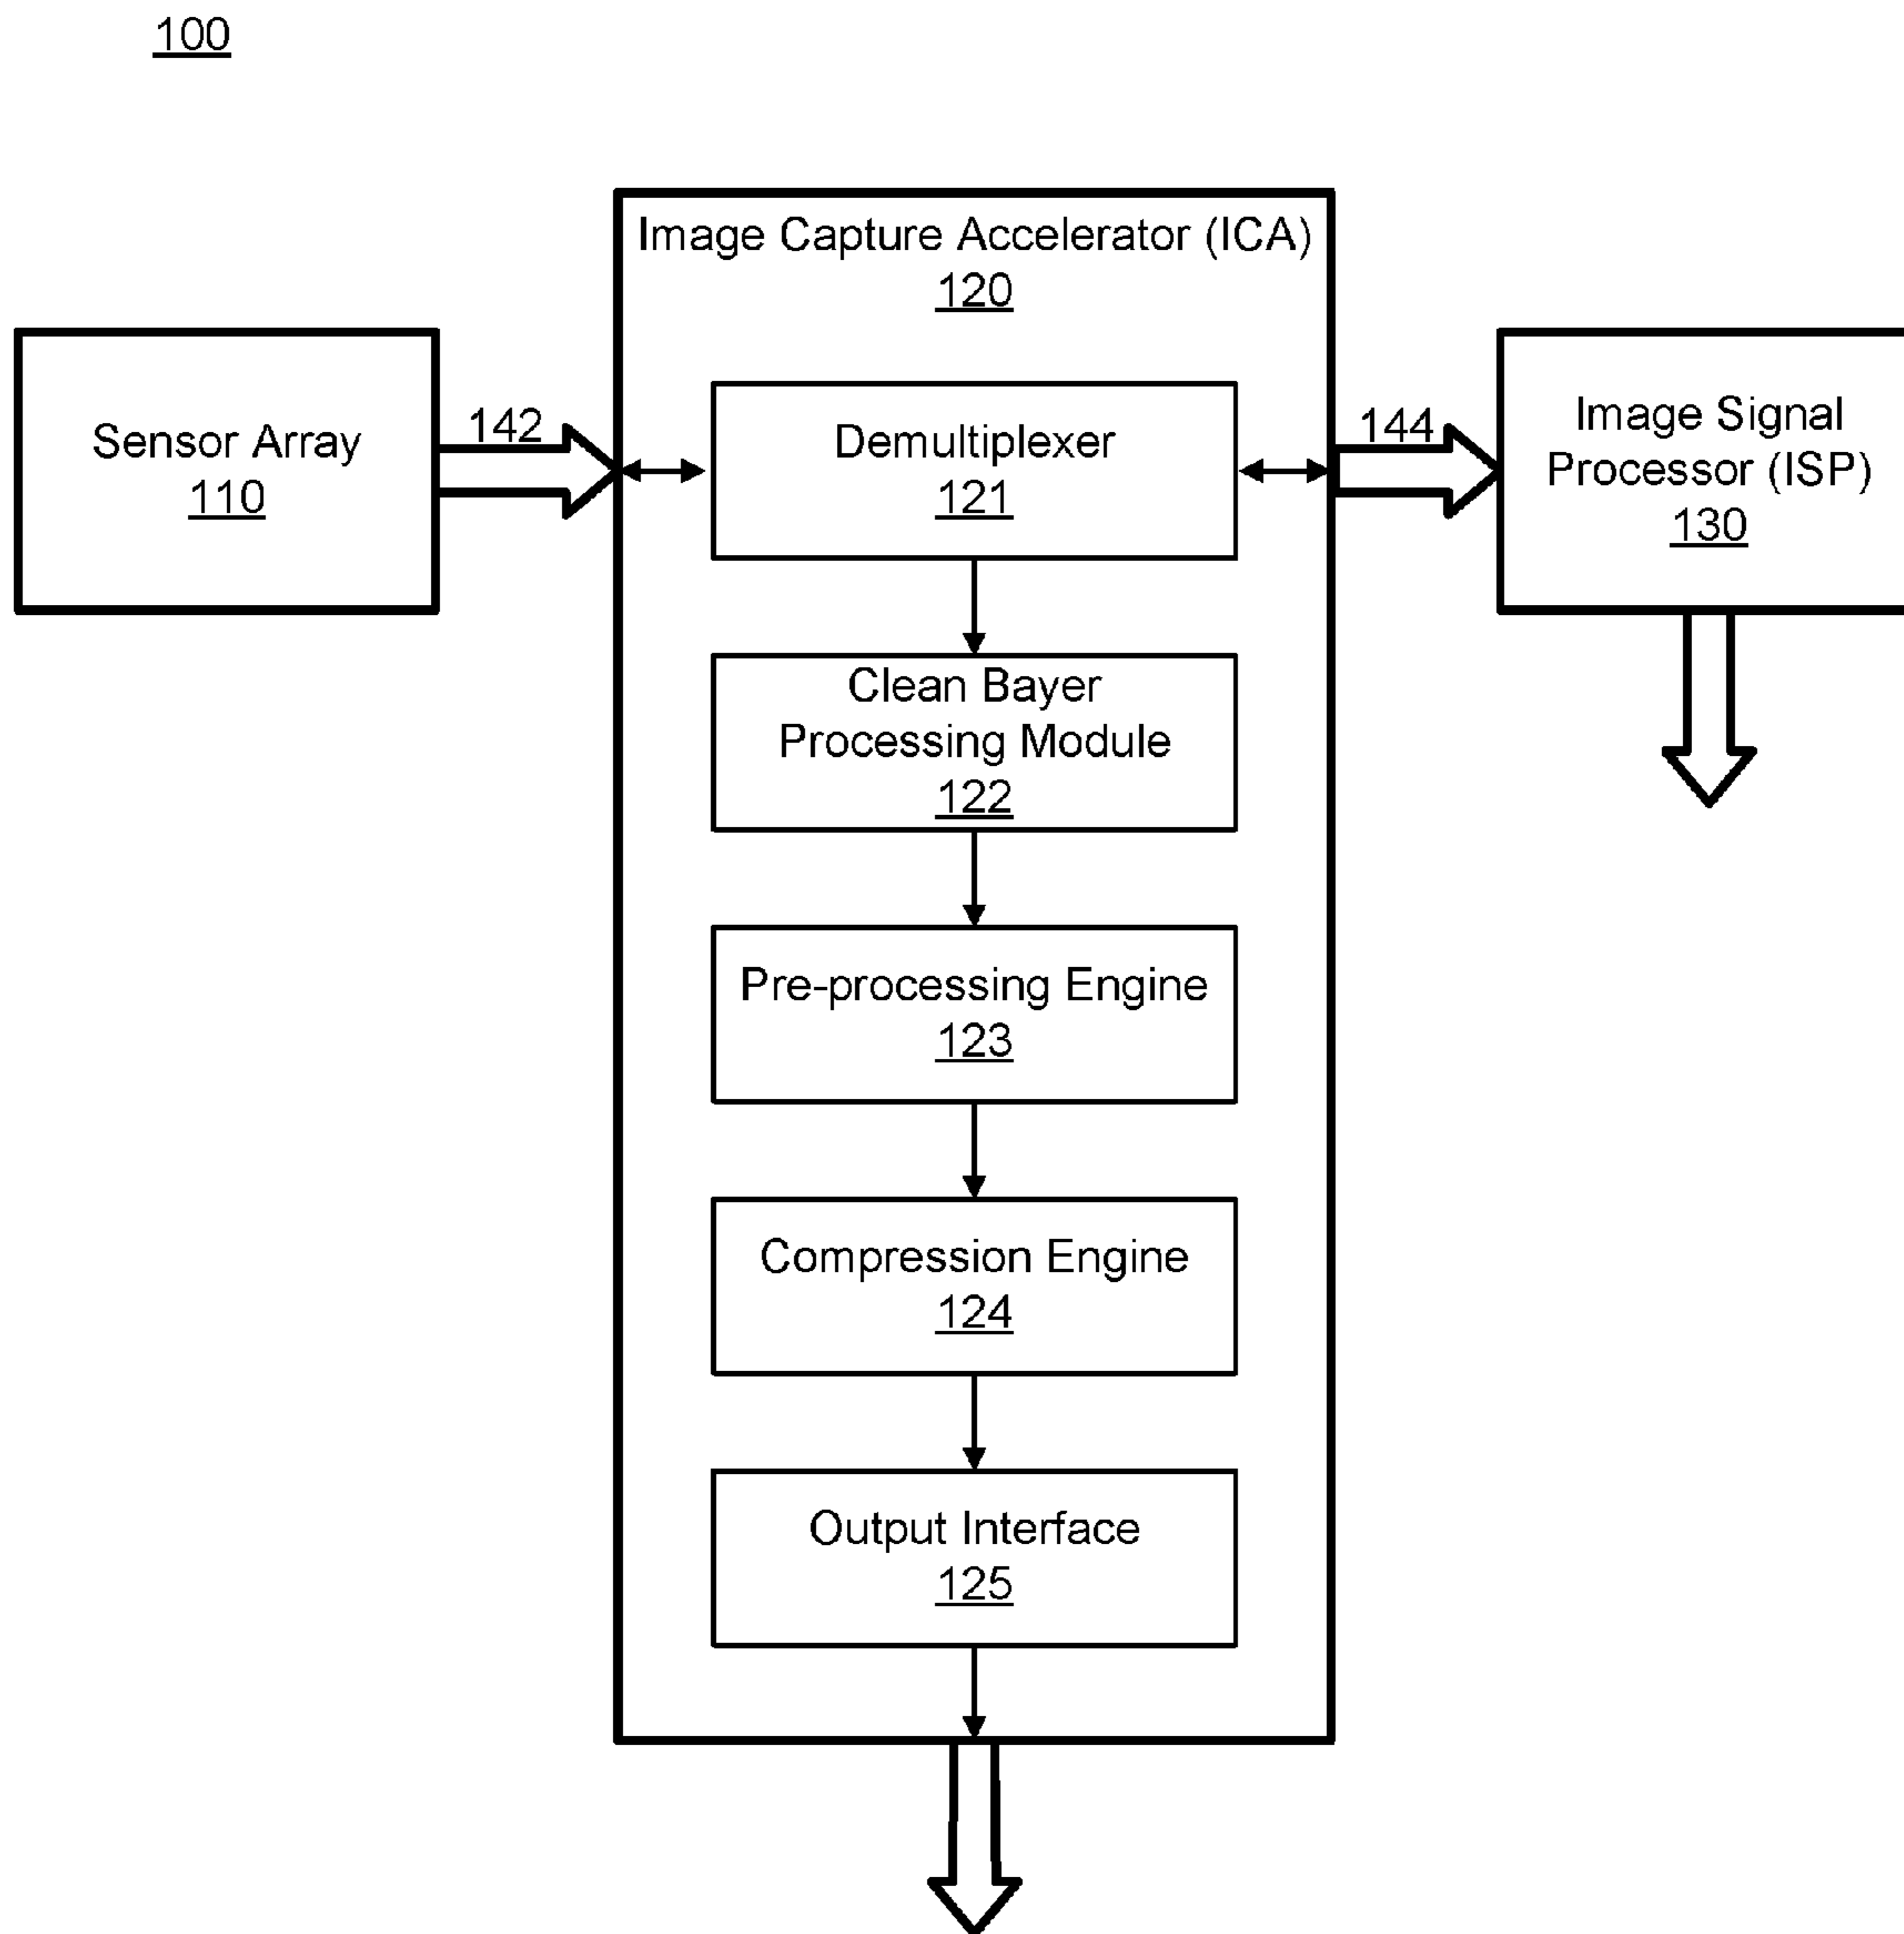 100
Image Capture Accelerator (ICA)
120
Sensor Array
110
142
Demultiplexer
121
144
Image Signal
Processor (ISP)
130
Clean Bayer
Processing Module
122
Pre-processing Engine
123
Compression Engine
124
Output Interface
125